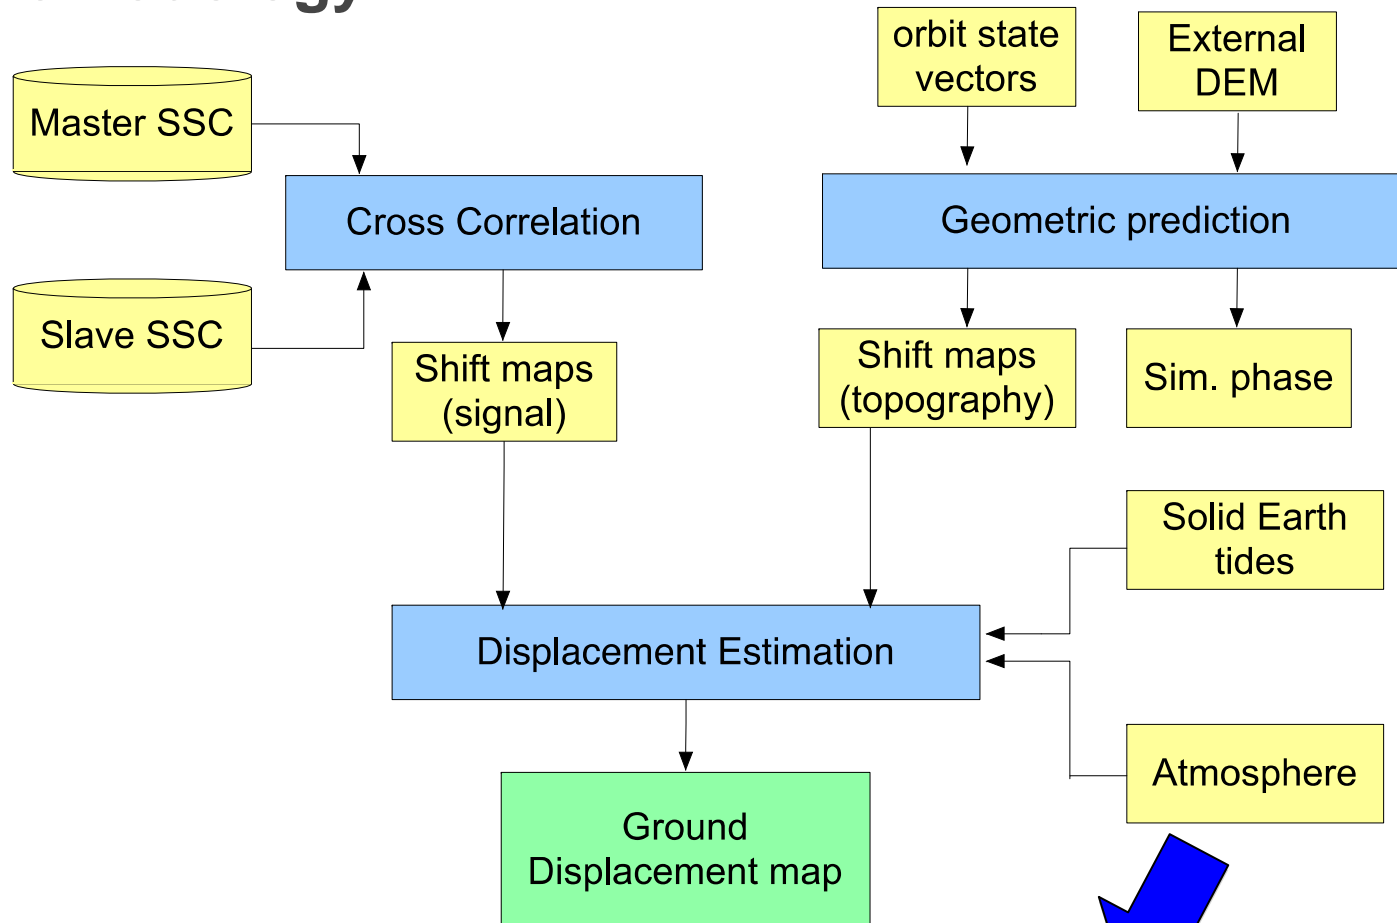 orbit state
vectors
External
DEM
Master SSC
Cross Correlation
Geometric prediction
Slave SSC
Shift maps
(signal)
Shift maps
(topography)
Sim. phase
Solid Earth
tides
Displacement Estimation
Atmosphere
Ground
Displacement map